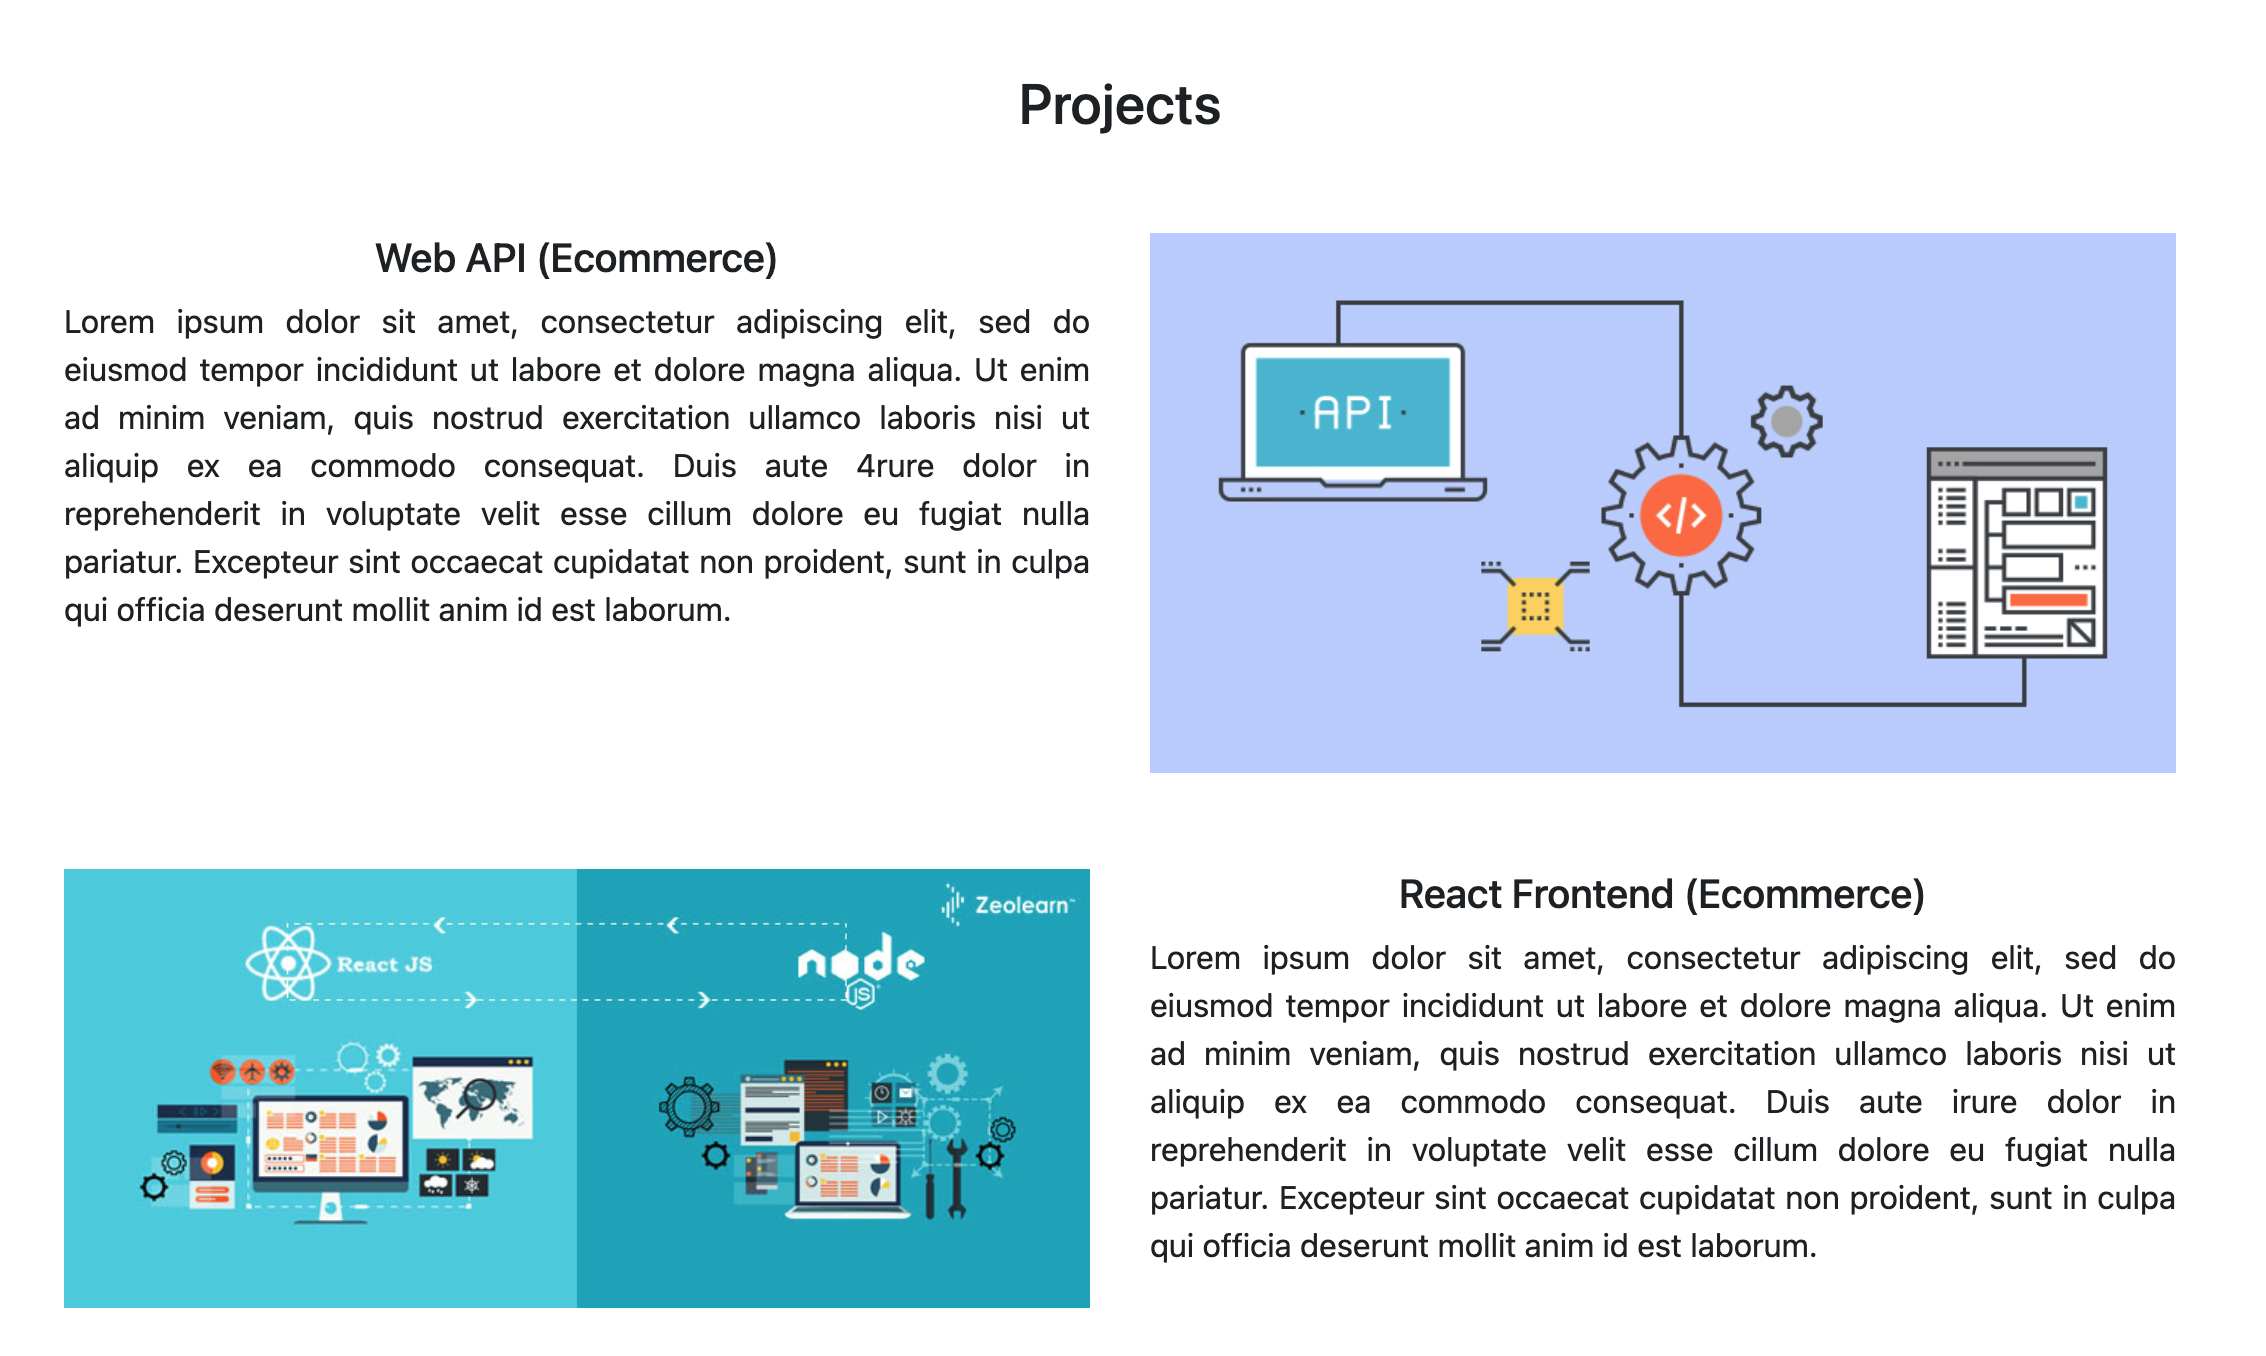 Projects
Web API (Ecommerce)
Lorem ipsum dolor sit amet, consectetur adipiscing elit, sed do
eiusmod tempor incididunt ut labore et dolore magna aliqua. Ut enim
ad minim veniam, quis nostrud exercitation ullamco laboris nisi ut
aliquip ex ea commodo consequat. Duis aute 4rure dolor in
reprehenderit in voluptate velit esse cillum dolore eu fugiat nulla
pariatur. Excepteur sint occaecat cupidatat non proident, sunt in culpa
qui officia deserunt mollit anim id est laborum.
·API·
</>
Zeolearn™
React JS
node
JS
React Frontend (Ecommerce)
Lorem ipsum dolor sit amet, consectetur adipiscing elit, sed do
eiusmod tempor incididunt ut labore et dolore magna aliqua. Ut enim
ad minim veniam, quis nostrud exercitation ullamco laboris nisi ut
aliquip ex ea commodo consequat. Duis aute irure dolor in
reprehenderit in voluptate velit esse cillum dolore eu fugiat nulla
pariatur. Excepteur sint occaecat cupidatat non proident, sunt in culpa
qui officia deserunt mollit anim id est laborum.